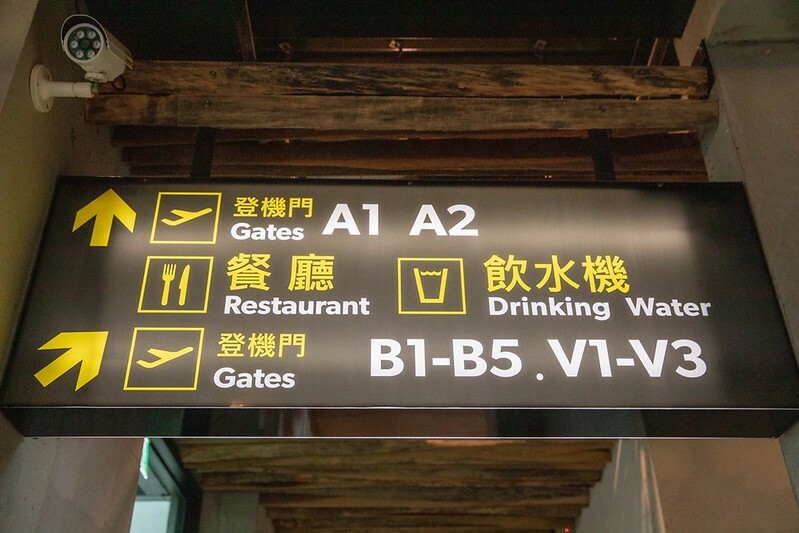 登機門 A1 A2
Gates
餐廳 飲水機
Restaurant Drinking Water
登機門
Gates B1-B5 . V1-V3